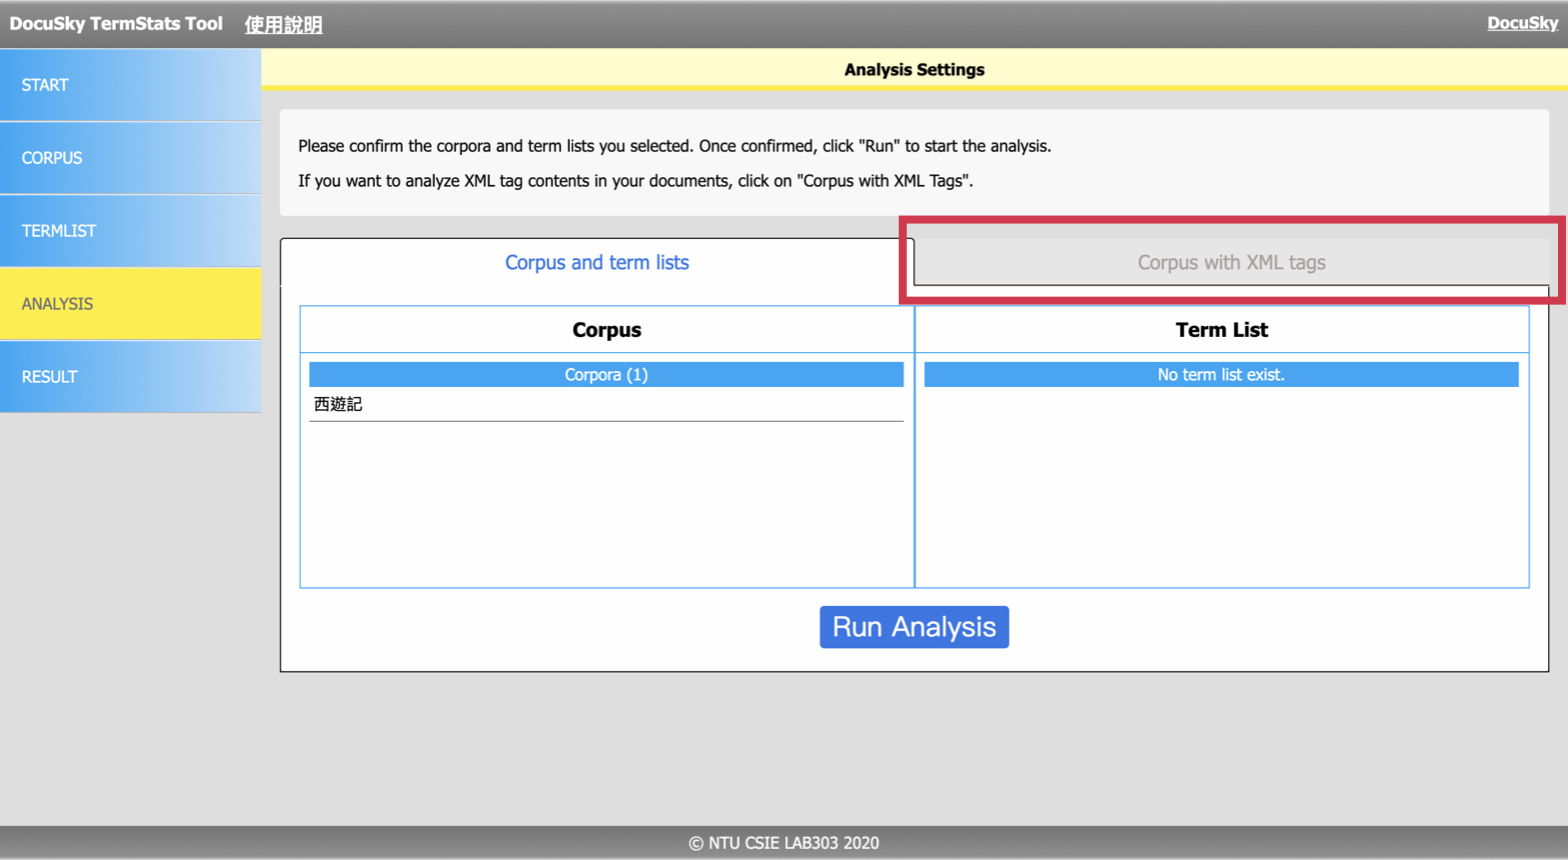 DocuSky TermStats Tool 使用說明 DocuSky
START
CORPUS
TERMLIST
ANALYSIS
RESULT
Analysis Settings
Please confirm the corpora and term lists you selected. Once confirmed, click "Run" to start the analysis.
If you want to analyze XML tag contents in your documents, click on "Corpus with XML Tags".
Corpus and term lists
Corpus with XML tags
Corpus
Term List
Corpora (1)
No term list exist.
西遊記
Run Analysis
© NTU CSIE LAB303 2020